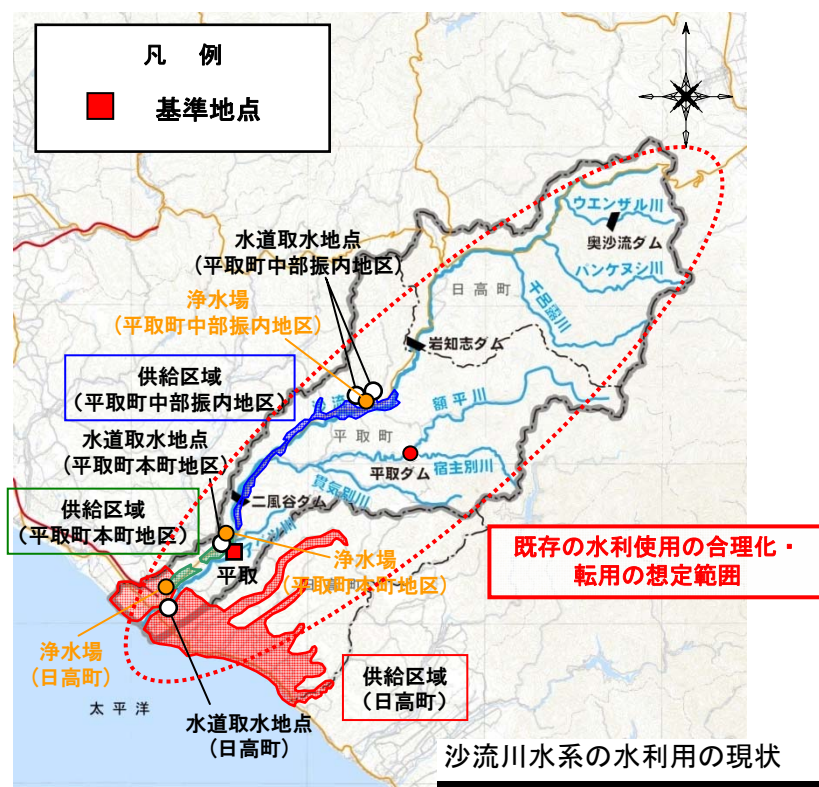 凡 例
基準地点
ウエンザル川
奥沙流ダム
パンケヌシ川
水道取水地点
(平取町中部振内地区)
日高町
千呂露川
浄水場
(平取町中部振内地区)
岩知志ダム
供給区域
(平取町中部振内地区)
額平川
水道取水地点
(平取町本町地区)
平取町
平取ダム
宿主別川
貫気別川
供給区域
(平取町本町地区)
二風谷ダム
平取
浄水場
(平取町本町地区)
既存の水利使用の合理化・
転用の想定範囲
浄水場
(日高町)
供給区域
(日高町)
太平洋
水道取水地点
(日高町)
沙流川水系の水利用の現状